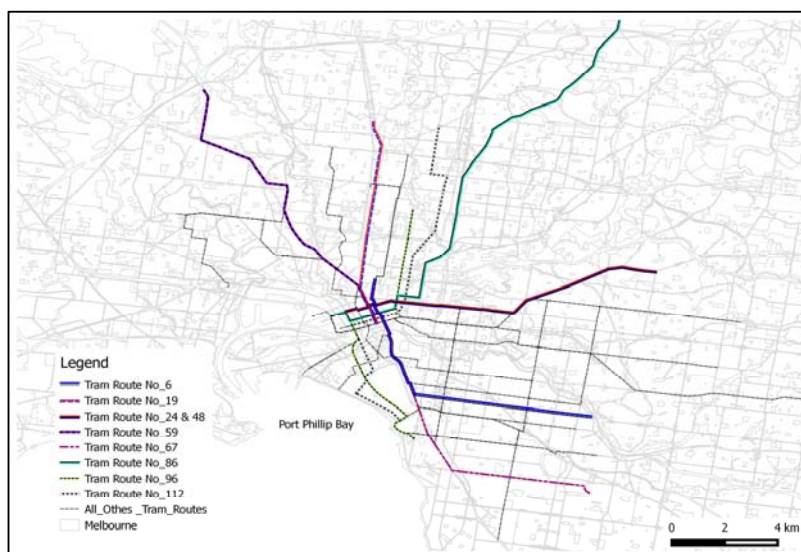 Legend
Tram Route No_6
Tram Route No_19
Tram Route No_24 & 48
Tram Route No_59
Tram Route No_67
Tram Route No_86
Tram Route No_96
Tram Route No_112
All_Othes _Tram_Routes
Melbourne
Port Phillip Bay
0 2 4 km